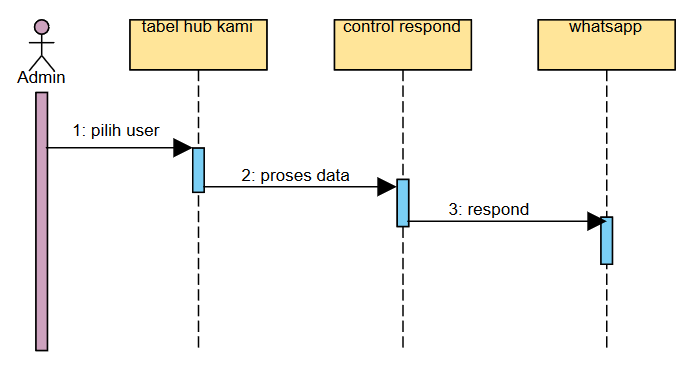 tabel hub kami
control respond
whatsapp
Admin
1: pilih user
2: proses data
3: respond